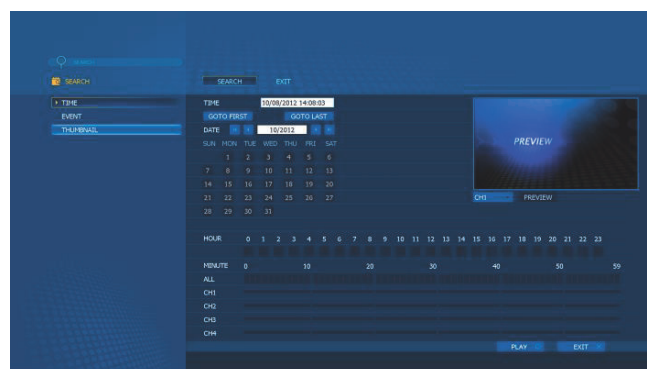 SEARCH
SEARCH
EXIT
TIME
EVENT
THUMBNAIL
TIME 10/08/2012 14:08:03
GOTO FIRST GOTO LAST
DATE 10/2012
SUN MON TUE WED THU FRI SAT
1 2 3 4 5 6
7 8 9 10 11 12 13
14 15 16 17 18 19 20
21 22 23 24 25 26 27
28 29 30 31
PREVIEW
CH1 PREVIEW
HOUR 0 1 2 3 4 5 6 7 8 9 10 11 12 13 14 15 16 17 18 19 20 21 22 23
MINUTE 0 10 20 30 40 50 59
ALL
CH1
CH2
CH3
CH4
PLAY EXIT